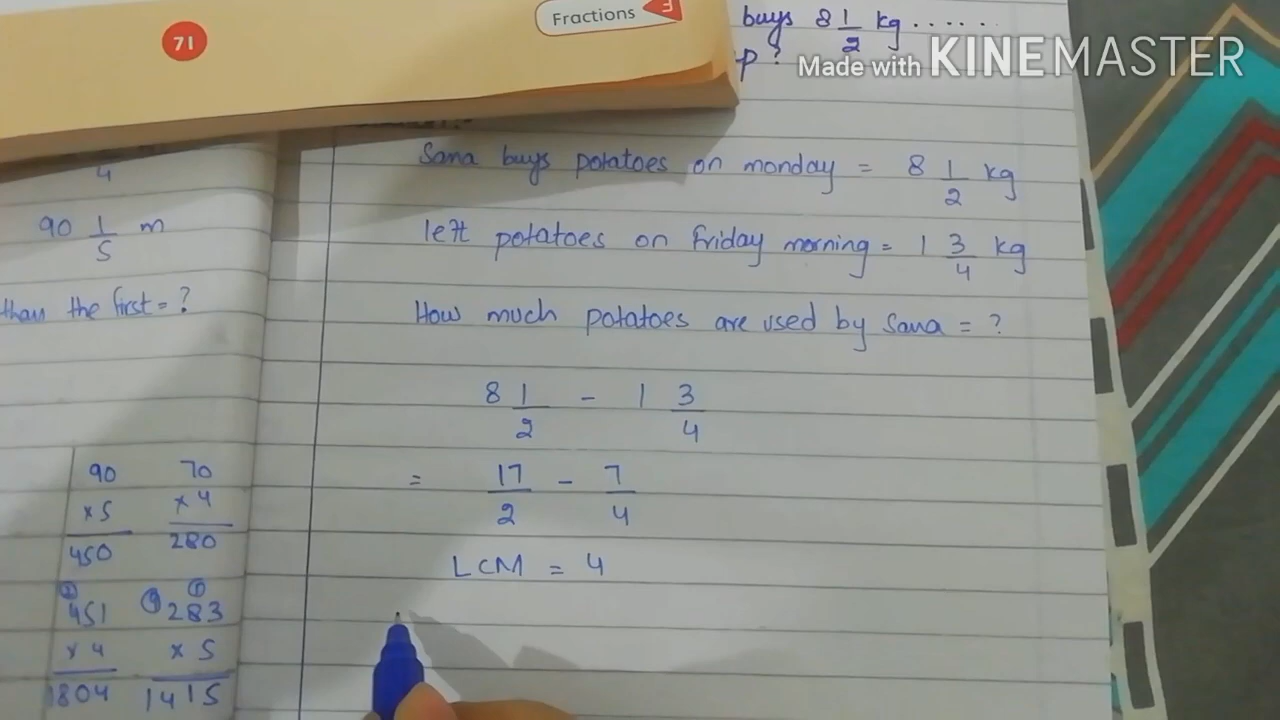 71
Fractions 3
buys 8 1/2 kg ......
p?
Made with KINEMASTER
4
90 1/5 m
than the first = ?
90 70
×5 ×4
450 280
451 283
×4 ×5
1804 1415
Sana buys potatoes on monday = 8 1/2 kg
left potatoes on Friday morning = 1 3/4 kg
How much potatoes are used by Sana = ?
8 1/2 - 1 3/4
= 17/2 - 7/4
LCM = 4